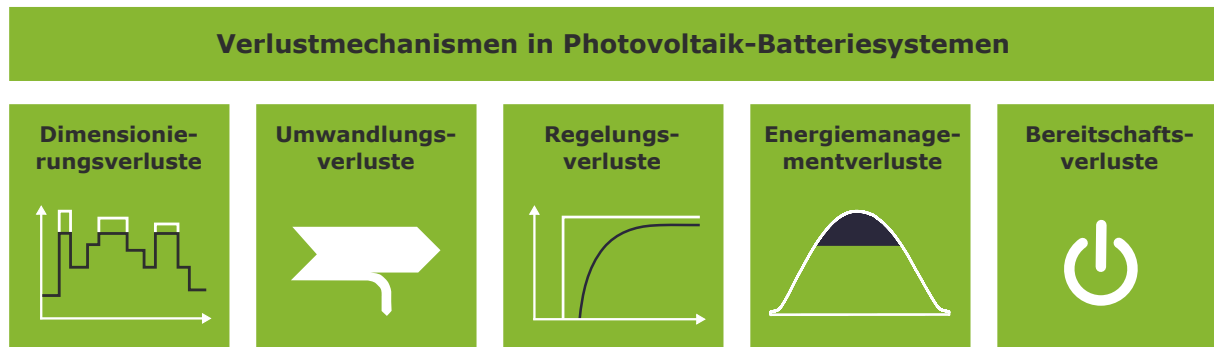 Verlustmechanismen in Photovoltaik-Batteriesystemen
Dimensionie-
rungsverluste
Umwandlungs-
verluste
Regelungs-
verluste
Energiemanage-
mentverluste
Bereitschafts-
verluste